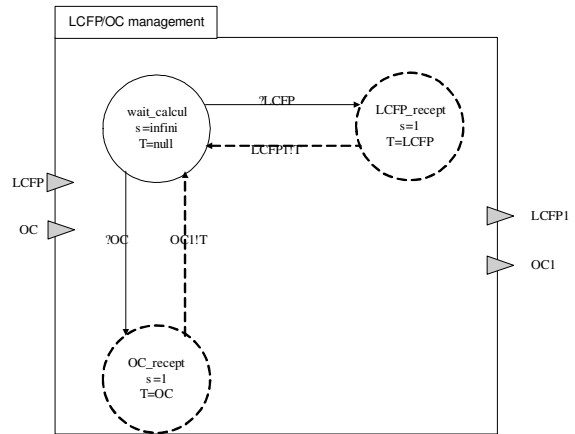 LCFP/OC management
wait_calcul
s=infini
T=null
?LCFP
LCFP_recept
s=1
T=LCFP
LCFP1!T
LCFP
OC
LCFP1
OC1
?OC
OC1!T
OC_recept
s=1
T=OC